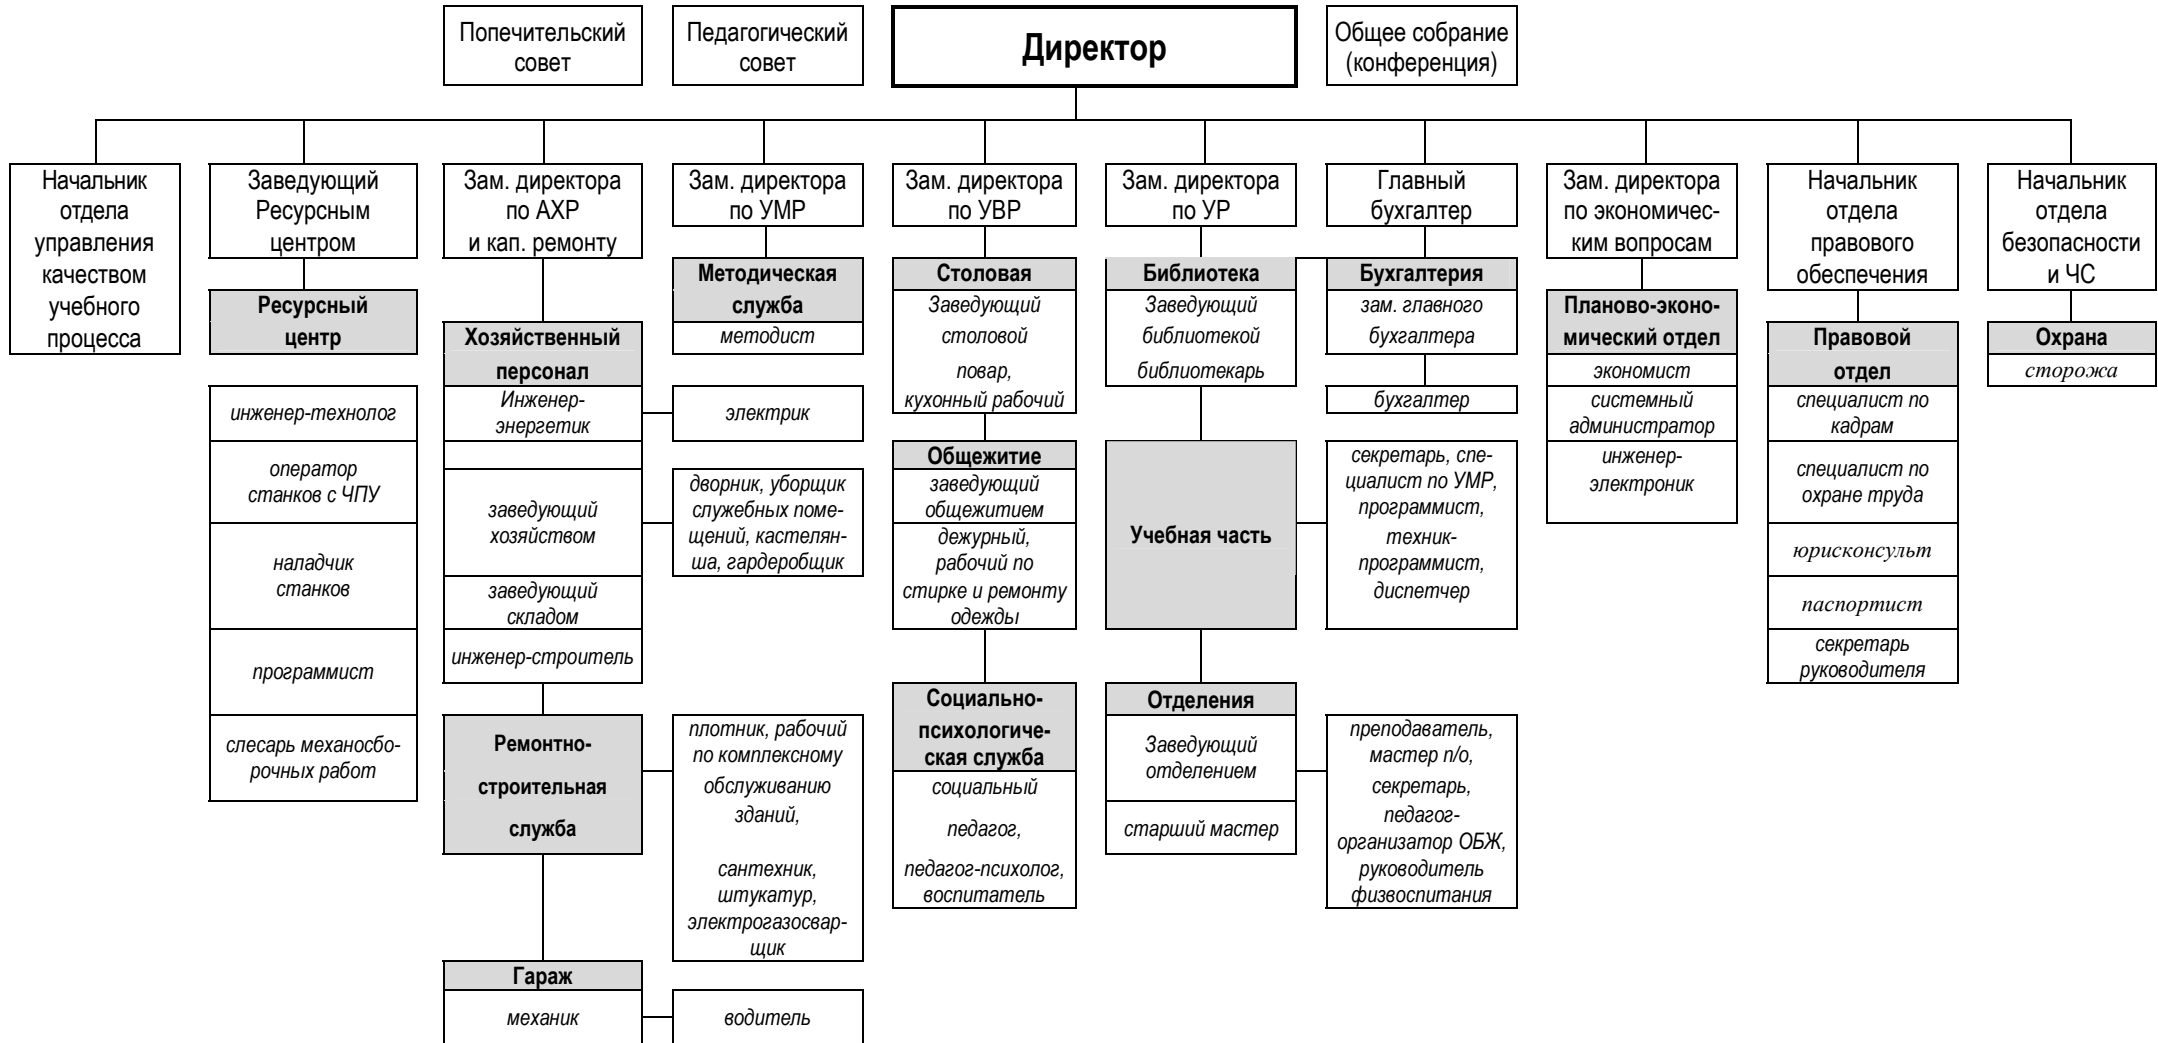 Попечительский
совет
Педагогический
совет
Директор
Общее собрание
(конференция)
Начальник
отдела
управления
качеством
учебного
процесса
Заведующий
Ресурсным
центром
Ресурсный
центр
инженер-технолог
оператор
станков с ЧПУ
наладчик
станков
программист
слесарь механосбо-
рочных работ
Зам. директора
по АХР
и кап. ремонту
Хозяйственный
персонал
Инженер-
энергетик
электрик
заведующий
хозяйством
дворник, уборщик
служебных поме-
щений, кастелян-
ша, гардеробщик
заведующий
складом
инженер-строитель
Ремонтно-
строительная
служба
плотник, рабочий
по комплексному
обслуживанию
зданий,
сантехник,
штукатур,
электрогазосвар-
щик
Гараж
механик
водитель
Зам. директора
по УМР
Методическая
служба
методист
Зам. директора
по УВР
Столовая
Заведующий
столовой
повар,
кухонный рабочий
Общежитие
заведующий
общежитием
дежурный,
рабочий по
стирке и ремонту
одежды
Социально-
психологиче-
ская служба
социальный
педагог,
педагог-психолог,
воспитатель
Зам. директора
по УР
Библиотека
Заведующий
библиотекой
библиотекарь
Учебная часть
секретарь, спе-
циалист по УМР,
программист,
техник-
программист,
диспетчер
Отделения
Заведующий
отделением
старший мастер
преподаватель,
мастер п/о,
секретарь,
педагог-
организатор ОБЖ,
руководитель
физвоспитания
Главный
бухгалтер
Бухгалтерия
зам. главного
бухгалтера
бухгалтер
Зам. директора
по экономичес-
ким вопросам
Планово-эконо-
мический отдел
экономист
системный
администратор
инженер-
электроник
Начальник
отдела
правового
обеспечения
Правовой
отдел
специалист по
кадрам
специалист по
охране труда
юрисконсульт
паспортист
секретарь
руководителя
Начальник
отдела
безопасности
и ЧС
Охрана
сторожа